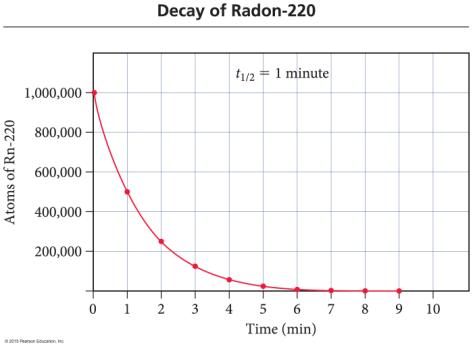 Decay of Radon-220
t1/2 = 1 minute
Atoms of Rn-220
1,000,000
800,000
600,000
400,000
200,000
0 1 2 3 4 5 6 7 8 9 10
Time (min)
© 2015 Pearson Education, Inc.